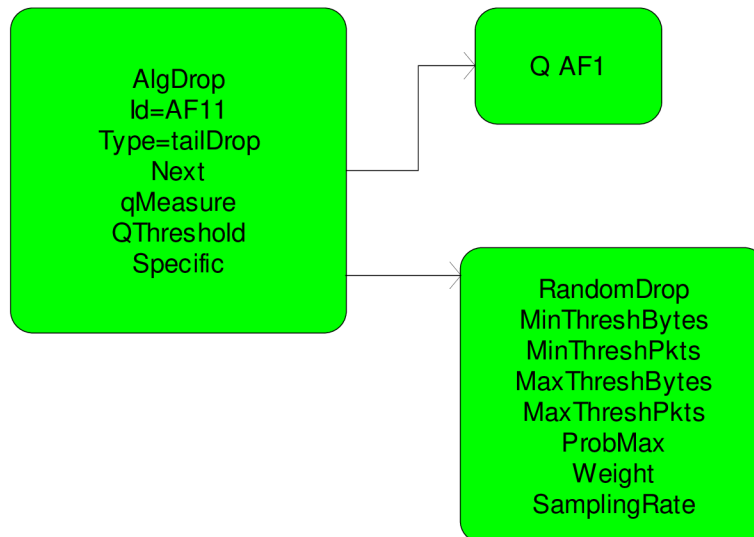 AlgDrop
Id=AF11
Type=tailDrop
Next
qMeasure
QThreshold
Specific
Q AF1
RandomDrop
MinThreshBytes
MinThreshPkts
MaxThreshBytes
MaxThreshPkts
ProbMax
Weight
SamplingRate